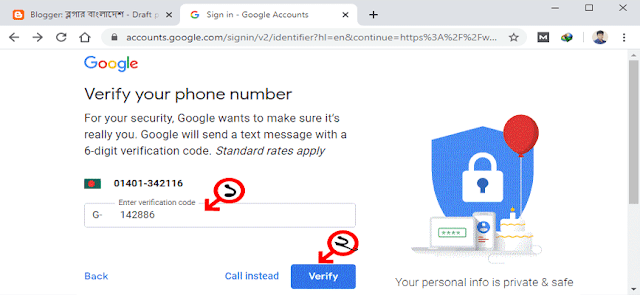 Blogger: ব্লগার বাংলাদেশ - Draft p
Sign in - Google Accounts
accounts.google.com/signin/v2/identifier?hl=en&continue=https%3A%2F%2Fw...
Google
Verify your phone number
For your security, Google wants to make sure it's
really you. Google will send a text message with a
6-digit verification code. Standard rates apply
01401-342116
Enter verification code
G- 142886
১
২
Back
Call instead
Verify
Your personal info is private & safe